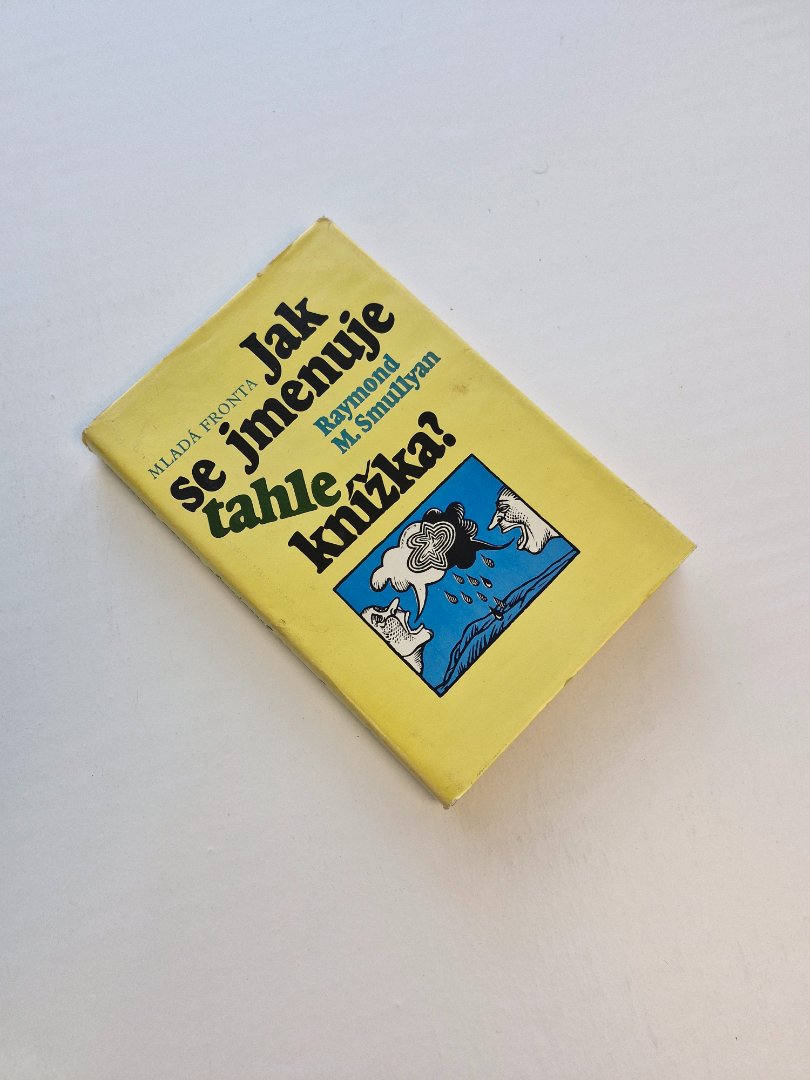 MLADÁ FRONTA
Jak
se jmenuje
Raymond
M. Smullyan
tahle
knížka?